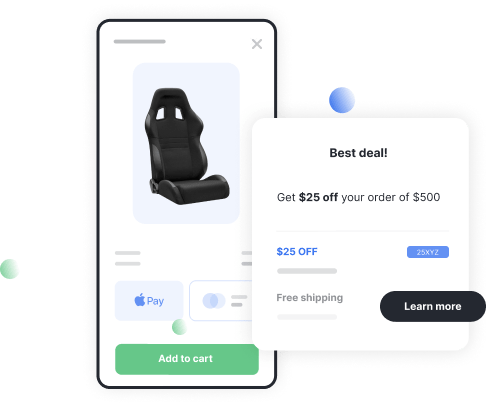 Best deal!
Get $25 off your order of $500
$25 OFF
25XYZ
Free shipping
Learn more
Pay
Add to cart